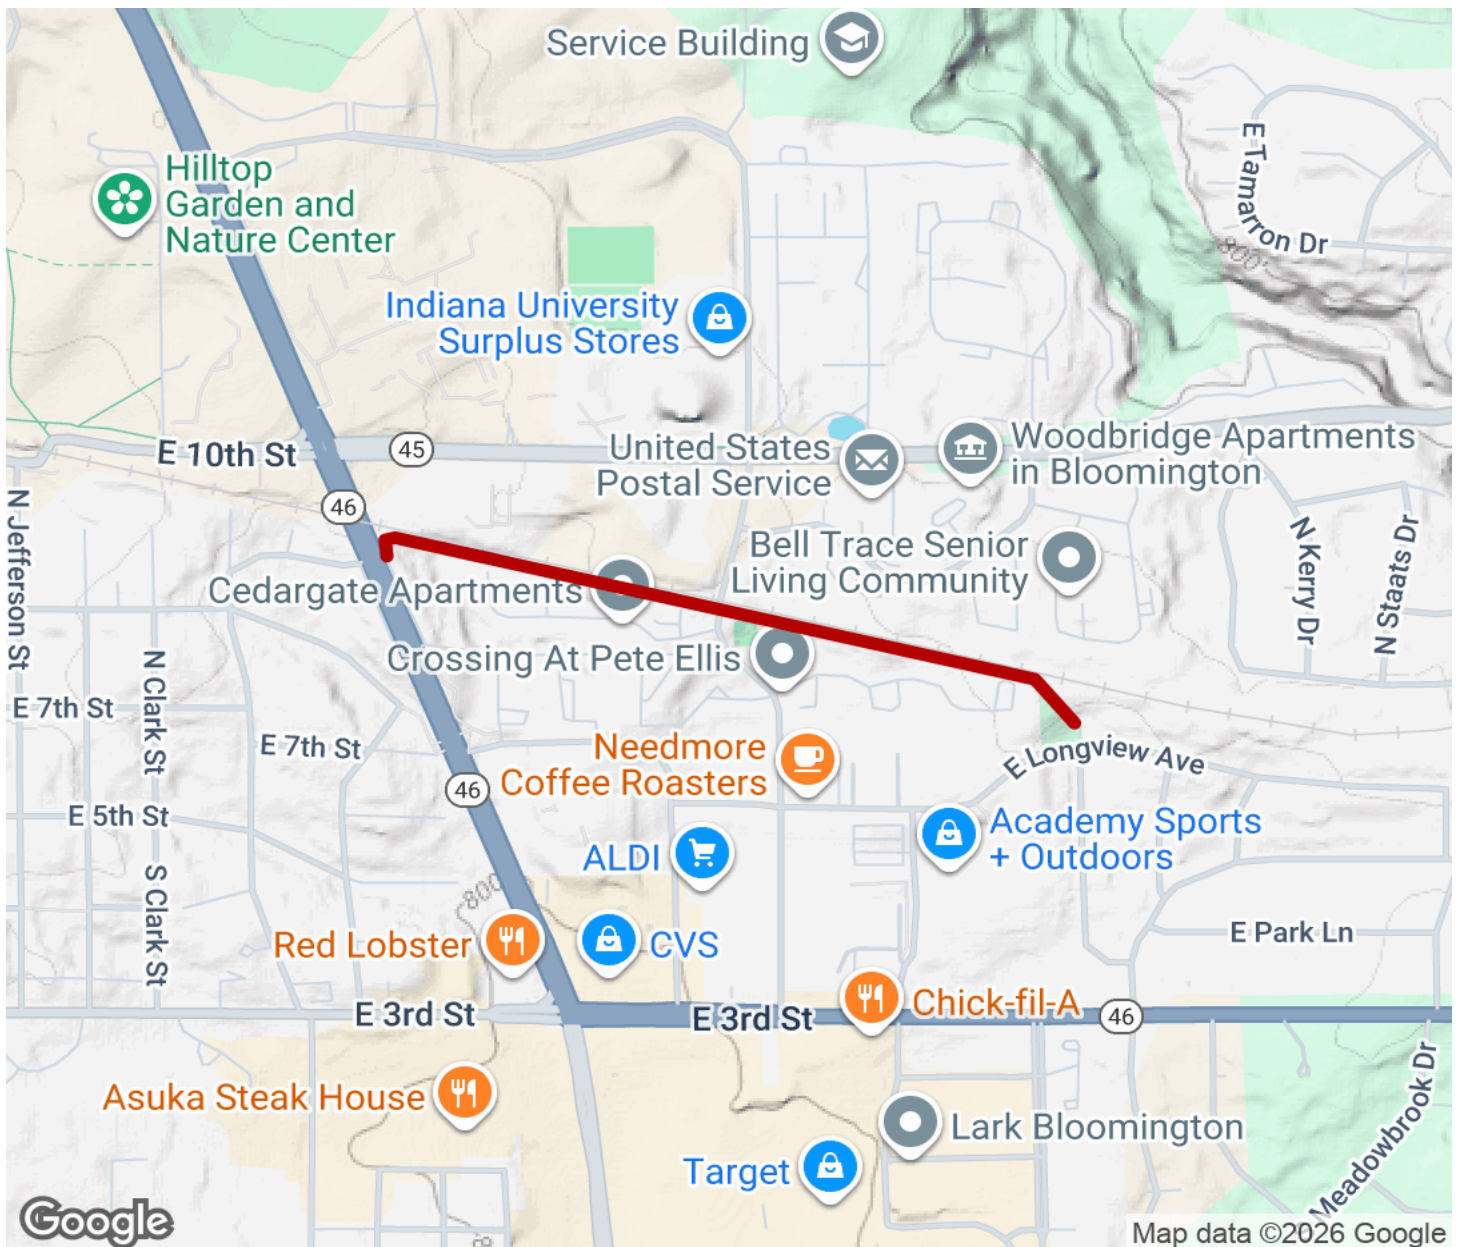 Service Building
E Tamarron Dr
800'
Hilltop
Garden and
Nature Center
Indiana University
Surplus Stores
E 10th St
45
United States
Postal Service
Woodbridge Apartments
in Bloomington
46
N Jefferson St
N Kerry Dr
N Staats Dr
Bell Trace Senior
Living Community
Cedargate Apartments
Crossing At Pete Ellis
N Clark St
E 7th St
E 7th St
Needmore
Coffee Roasters
E Longview Ave
46
E 5th St
S Clark St
ALDI
Academy Sports
+ Outdoors
800
Red Lobster
CVS
E Park Ln
E 3rd St
E 3rd St
Chick-fil-A
46
Asuka Steak House
Lark Bloomington
Meadowbrook Dr
Target
Google
Map data ©2026 Google